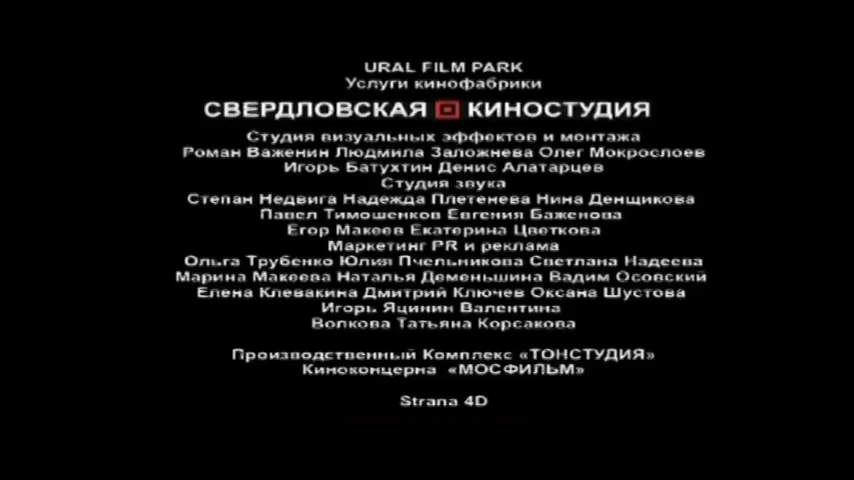 URAL FILM PARK
Услуги кинофабрики
СВЕРДЛОВСКАЯ КИНОСТУДИЯ
Студия визуальных эффектов и монтажа
Роман Важенин Людмила Заложнева Олег Мокрослоев
Игорь Батухтин Денис Алатарцев
Студия звука
Степан Недвига Надежда Плетенева Нина Денщикова
Павел Тимошенков Евгения Баженова
Егор Макеев Екатерина Цветкова
Маркетинг PR и реклама
Ольга Трубенко Юлия Пчельникова Светлана Надеева
Марина Макеева Наталья Деменьшина Вадим Осовский
Елена Клевакина Дмитрий Ключев Оксана Шустова
Игорь Яцинин Валентина
Волкова Татьяна Корсакова
Производственный Комплекс «ТОНСТУДИЯ»
Киноконцерна «МОСФИЛЬМ»
Strana 4D